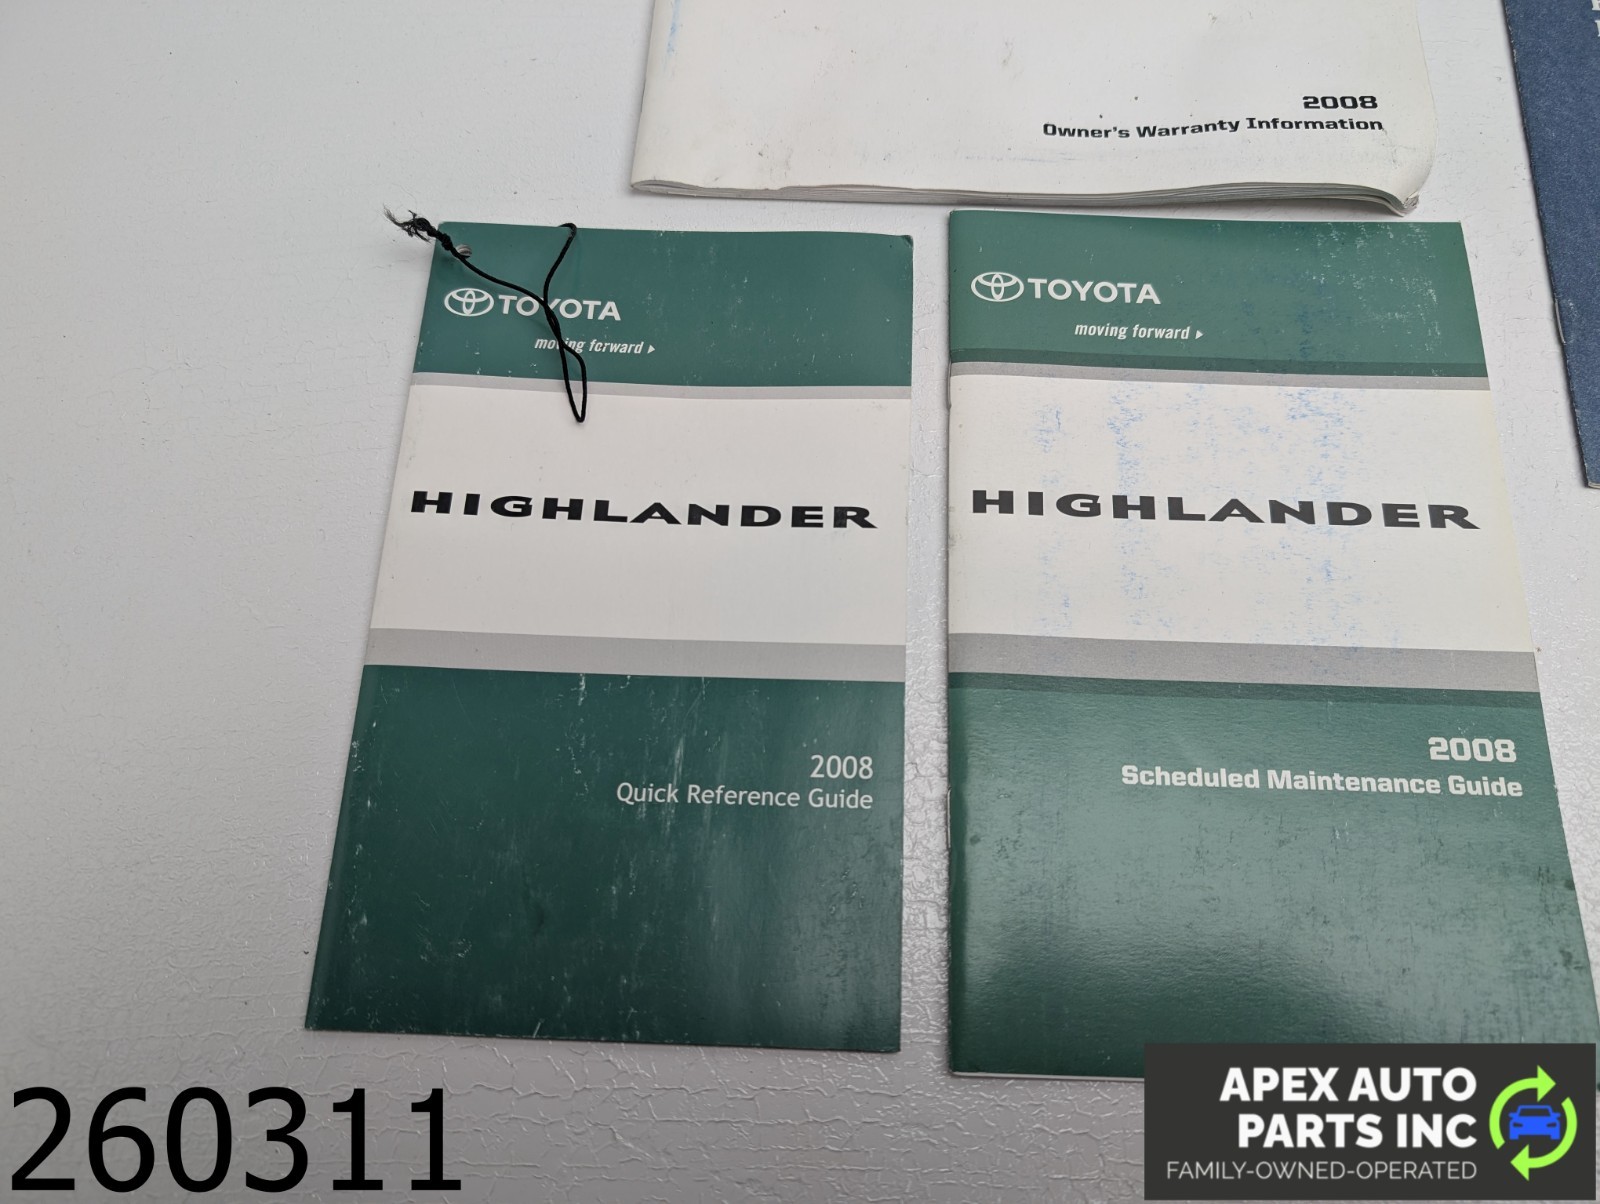 2008
Owner's Warranty Information
TOYOTA
moving forward
HIGHLANDER
2008
Quick Reference Guide
TOYOTA
moving forward
HIGHLANDER
2008
Scheduled Maintenance Guide
260311
APEX AUTO
PARTS INC
FAMILY-OWNED-OPERATED